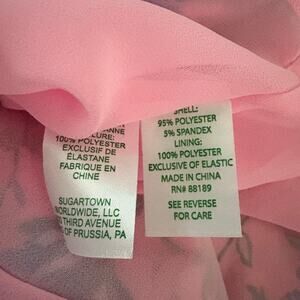 100% POLYESTER
EXCLUSIF DE
ÉLASTANE
FABRIQUE EN
CHINE
SUGARTOWN
WORLDWIDE, LLC
THIRD AVENUE
OF PRUSSIA, PA
SHELL:
95% POLYESTER
5% SPANDEX
LINING:
100% POLYESTER
EXCLUSIVE OF ELASTIC
MADE IN CHINA
RN# 88189
SEE REVERSE
FOR CARE